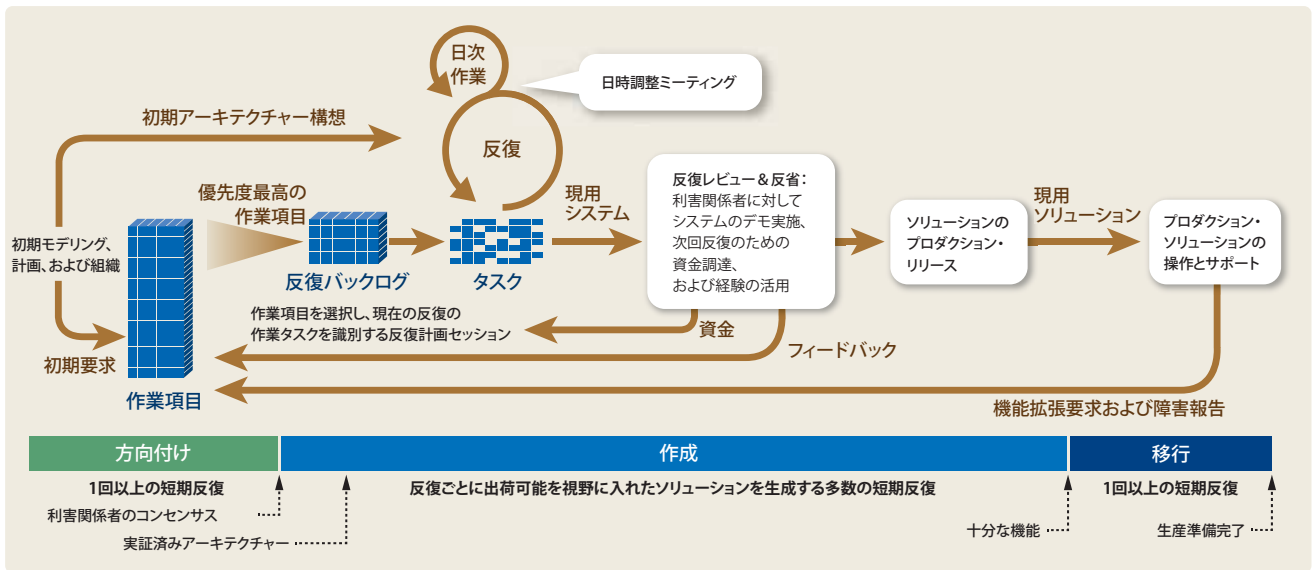 日次
作業
日時調整ミーティング
初期アーキテクチャー構想
反復
優先度最高の
作業項目
現用
システム
反復レビュー＆反省：
利害関係者に対して
システムのデモ実施、
次回反復のための
資金調達、
および経験の活用
ソリューションの
プロダクション・
リリース
現用
ソリューション
プロダクション・
ソリューションの
操作とサポート
初期モデリング、
計画、および組織
反復バックログ
タスク
作業項目を選択し、現在の反復の
作業タスクを識別する反復計画セッション
資金
フィードバック
初期要求
作業項目
機能拡張要求および障害報告
方向付け
作成
移行
1回以上の短期反復
反復ごとに出荷可能を視野に入れたソリューションを生成する多数の短期反復
1回以上の短期反復
利害関係者のコンセンサス
実証済みアーキテクチャー
十分な機能
生産準備完了